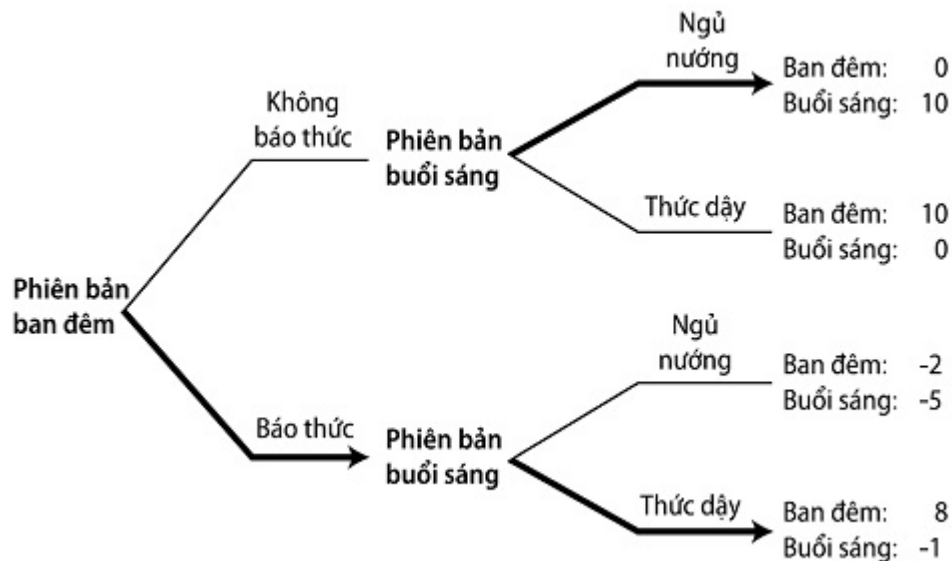 Ngủ
nướng
Ban đêm: 0
Buổi sáng: 10
Không
báo thức
Phiên bản
buổi sáng
Thức dậy
Ban đêm: 10
Buổi sáng: 0
Phiên bản
ban đêm
Ngủ
nướng
Ban đêm: -2
Buổi sáng: -5
Báo thức
Phiên bản
buổi sáng
Thức dậy
Ban đêm: 8
Buổi sáng: -1